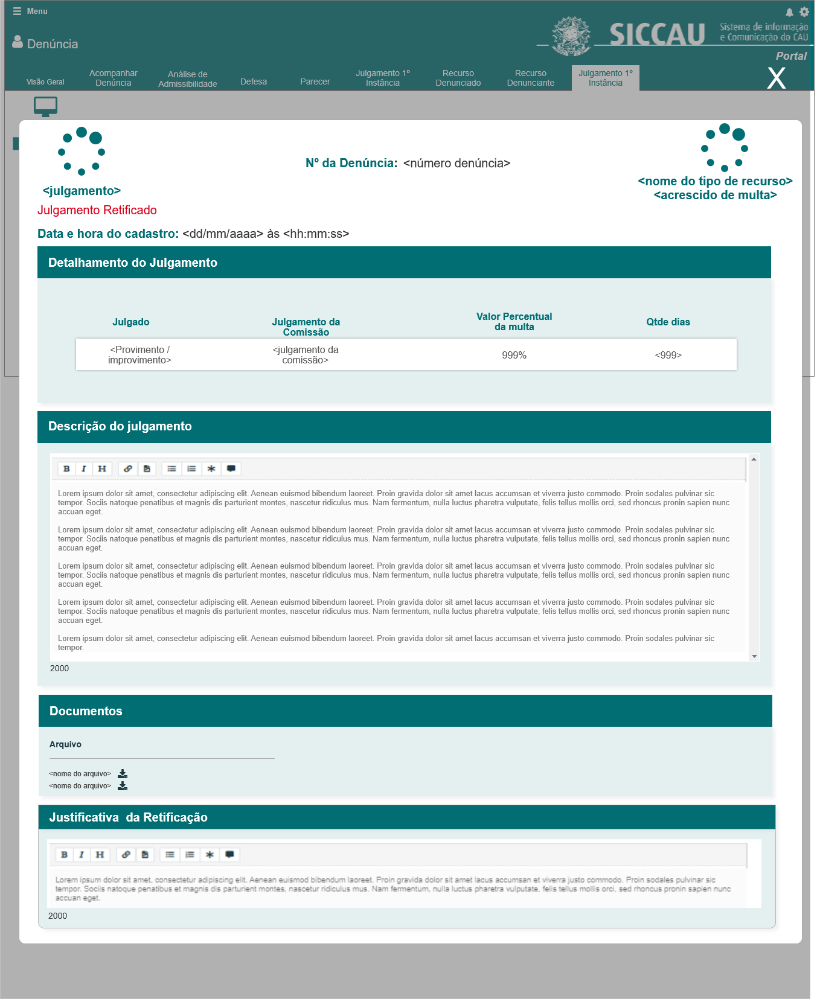 Menu
Denúncia
SICCAU
Sistema de informação
e Comunicação do CAU
Portal
Visão Geral
Acompanhar
Denúncia
Análise de
Admissibilidade
Defesa
Parecer
Julgamento 1º
Instância
Recurso
Denunciado
Recurso
Denunciante
Julgamento 1º
Instância
X
<julgamento>
Nº da Denúncia: <número denúncia>
<nome do tipo de recurso>
<acrescido de multa>
Julgamento Retificado
Data e hora do cadastro: <dd/mm/aaaa> às <hh:mm:ss>
Detalhamento do Julgamento
Julgado
Julgamento da
Comissão
Valor Percentual
da multa
Qtde dias
<Provimento /
improvimento>
<julgamento da
comissão>
999%
<999>
Descrição do julgamento
B I H
Lorem ipsum dolor sit amet, consectetur adipiscing elit. Aenean euismod bibendum laoreet. Proin gravida dolor sit amet lacus accumsan et viverra justo commodo. Proin sodales pulvinar sic
tempor. Sociis natoque penatibus et magnis dis parturient montes, nascetur ridiculus mus. Nam fermentum, nulla luctus pharetra vulputate, felis tellus mollis orci, sed rhoncus pronin sapien nunc
accuan eget.
Lorem ipsum dolor sit amet, consectetur adipiscing elit. Aenean euismod bibendum laoreet. Proin gravida dolor sit amet lacus accumsan et viverra justo commodo. Proin sodales pulvinar sic
tempor. Sociis natoque penatibus et magnis dis parturient montes, nascetur ridiculus mus. Nam fermentum, nulla luctus pharetra vulputate, felis tellus mollis orci, sed rhoncus pronin sapien nunc
accuan eget.
Lorem ipsum dolor sit amet, consectetur adipiscing elit. Aenean euismod bibendum laoreet. Proin gravida dolor sit amet lacus accumsan et viverra justo commodo. Proin sodales pulvinar sic
tempor. Sociis natoque penatibus et magnis dis parturient montes, nascetur ridiculus mus. Nam fermentum, nulla luctus pharetra vulputate, felis tellus mollis orci, sed rhoncus pronin sapien nunc
accuan eget.
Lorem ipsum dolor sit amet, consectetur adipiscing elit. Aenean euismod bibendum laoreet. Proin gravida dolor sit amet lacus accumsan et viverra justo commodo. Proin sodales pulvinar sic
tempor. Sociis natoque penatibus et magnis dis parturient montes, nascetur ridiculus mus. Nam fermentum, nulla luctus pharetra vulputate, felis tellus mollis orci, sed rhoncus pronin sapien nunc
accuan eget.
Lorem ipsum dolor sit amet, consectetur adipiscing elit. Aenean euismod bibendum laoreet. Proin gravida dolor sit amet lacus accumsan et viverra justo commodo. Proin sodales pulvinar sic
tempor.
2000
Documentos
Arquivo
<nome do arquivo>
<nome do arquivo>
Justificativa da Retificação
B I H
Lorem ipsum dolor sit amet, consectetur adipiscing elit. Aenean euismod bibendum laoreet. Proin gravida dolor sit amet lacus accumsan et viverra justo commodo. Proin sodales pulvinar sic
tempor. Sociis natoque penatibus et magnis dis parturient montes, nascetur ridiculus mus. Nam fermentum, nulla luctus pharetra vulputate, felis tellus mollis orci, sed rhoncus pronin sapien nunc
accuan eget.
2000